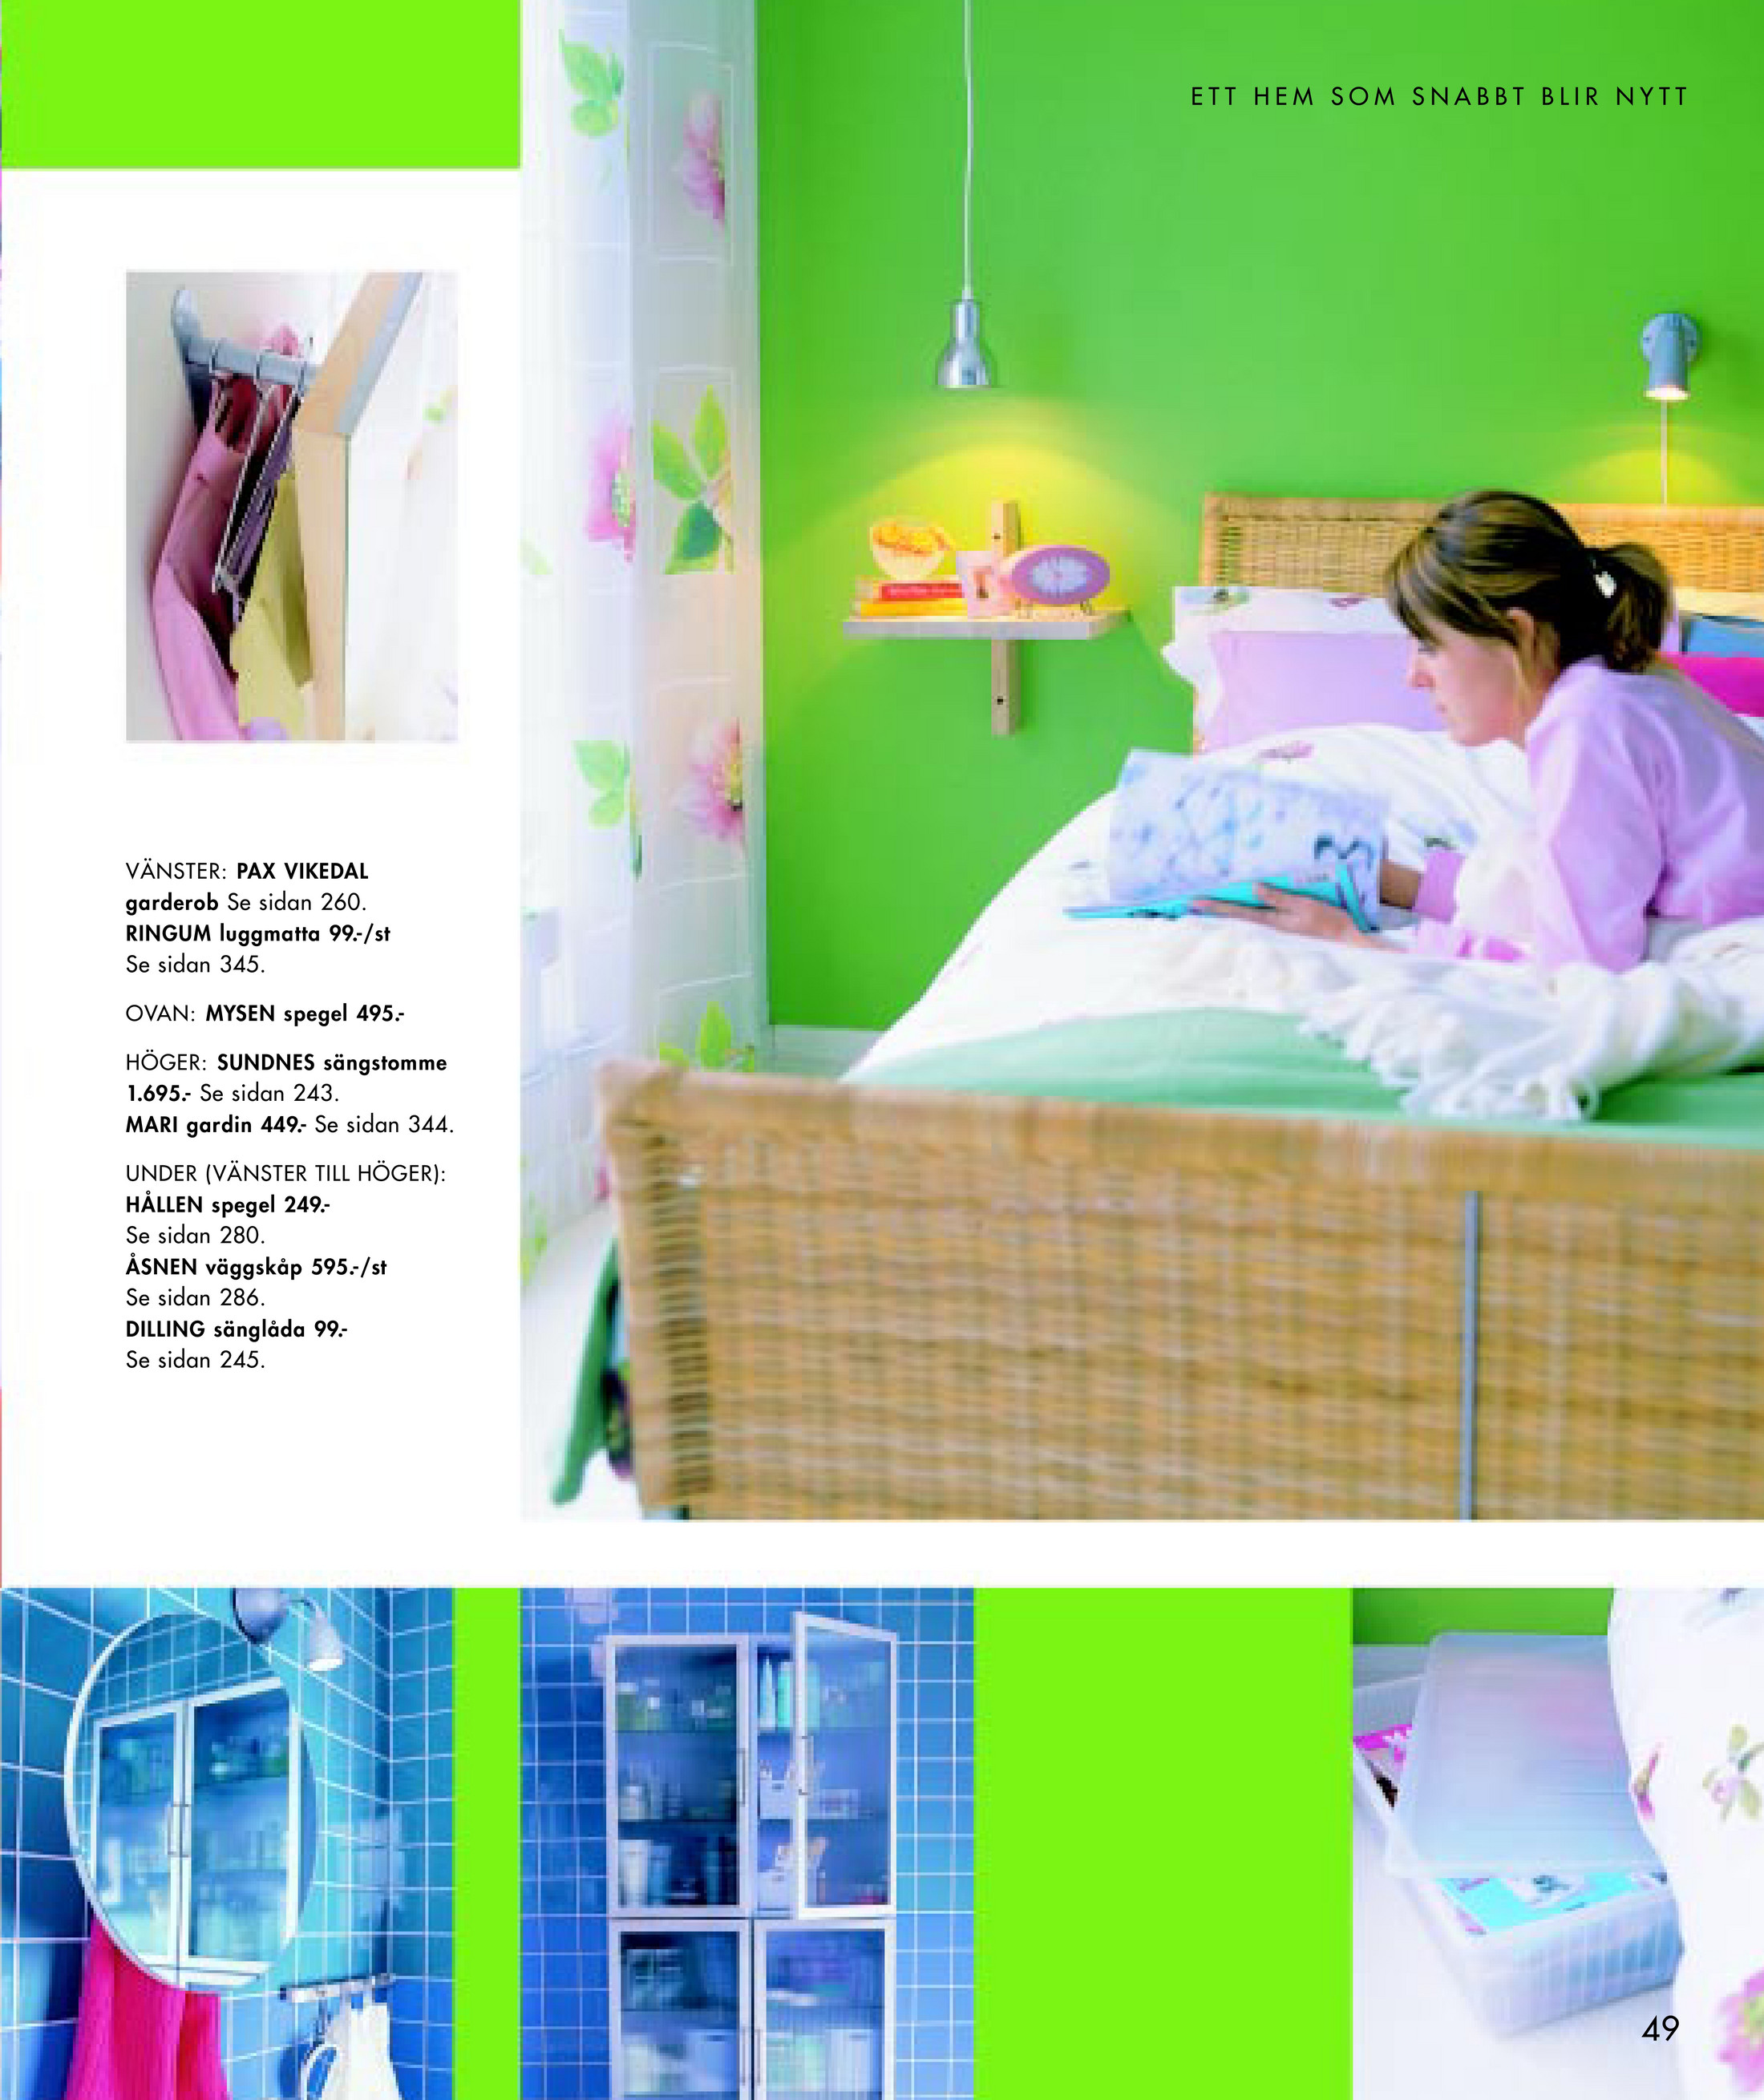 ETT HEM SOM SNABBT BLIR NYTT
VÄNSTER: PAX VIKEDAL
garderob Se sidan 260.
RINGUM luggmatta 99.-/st
Se sidan 345.
OVAN: MYSEN spegel 495.-
HÖGER: SUNDNES sängstomme
1.695.- Se sidan 243.
MARI gardin 449.- Se sidan 344.
UNDER (VÄNSTER TILL HÖGER):
HÅLLEN spegel 249.-
Se sidan 280.
ÅSNEN väggskåp 595.-/st
Se sidan 286.
DILLING sänglåda 99.-
Se sidan 245.
49